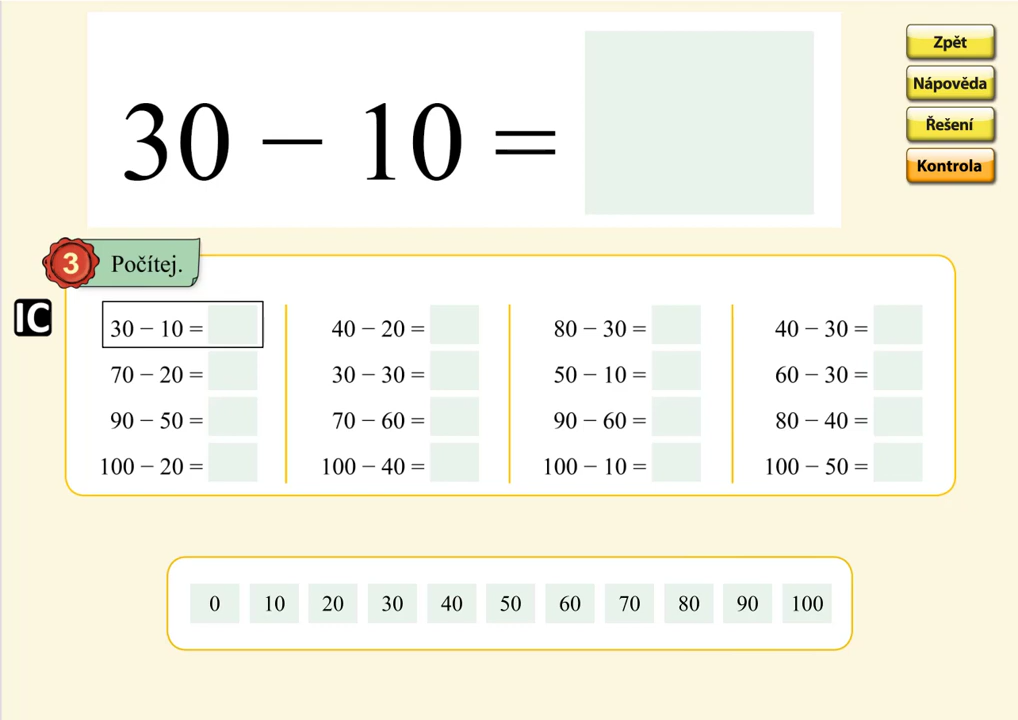 30 − 10 =
Zpět
Nápověda
Řešení
Kontrola
3 Počítej.
IC
30 − 10 = 40 − 20 = 80 − 30 = 40 − 30 =
70 − 20 = 30 − 30 = 50 − 10 = 60 − 30 =
90 − 50 = 70 − 60 = 90 − 60 = 80 − 40 =
100 − 20 = 100 − 40 = 100 − 10 = 100 − 50 =
0 10 20 30 40 50 60 70 80 90 100